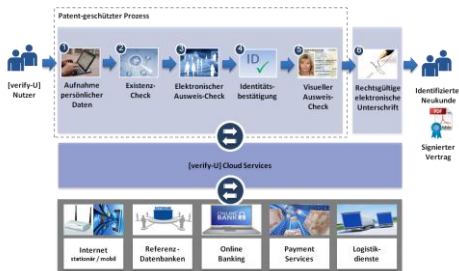 Patent-geschützter Prozess
[verify-U]
Nutzer
1
Aufnahme
persönlicher
Daten
2
Existenz-
Check
3
Elektronischer
Ausweis-Check
4
ID
Identitäts-
bestätigung
5
Visueller
Ausweis-
Check
6
Rechtsgültige
elektronische
Unterschrift
Identifizierte
Neukunde
PDF
Signierter
Vertrag
[verify-U] Cloud Services
Internet
stationär / mobil
Referenz-
Datenbanken
ONLINE
BANK
Online
Banking
Payment
Services
Logistik-
dienste